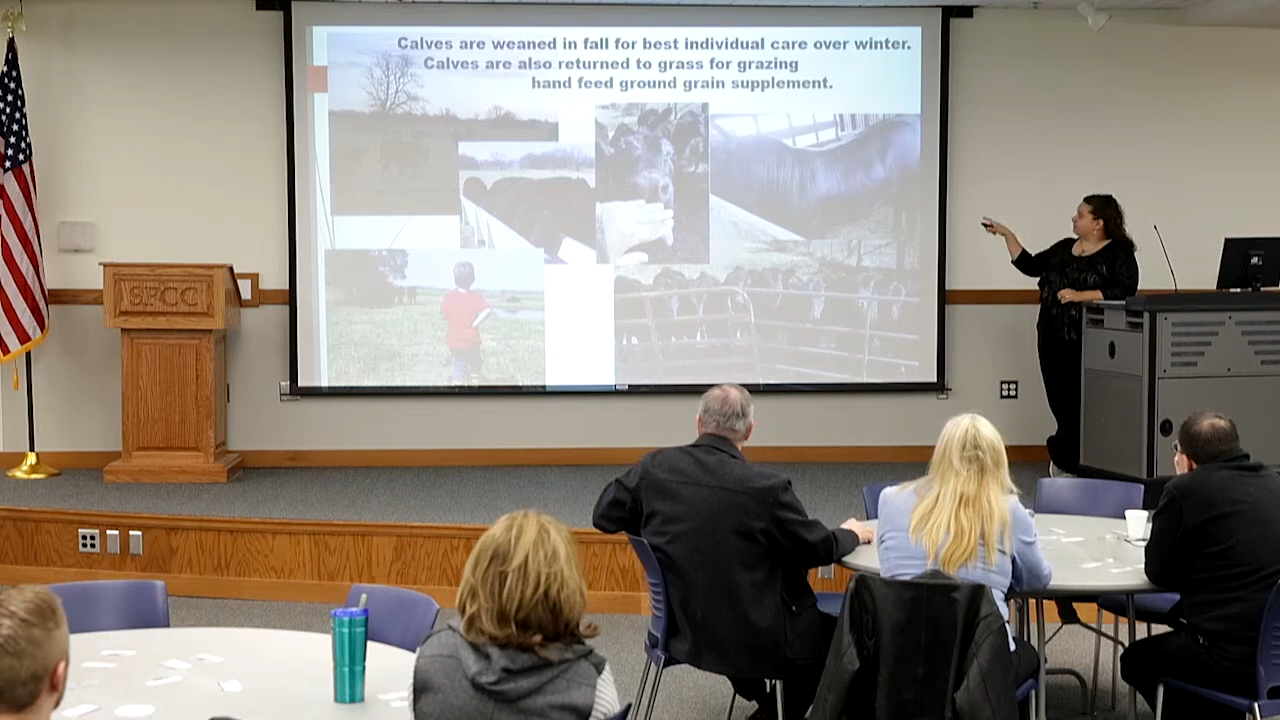 Calves are weaned in fall for best individual care over winter.
Calves are also returned to grass for grazing
hand feed ground grain supplement.
SFCC